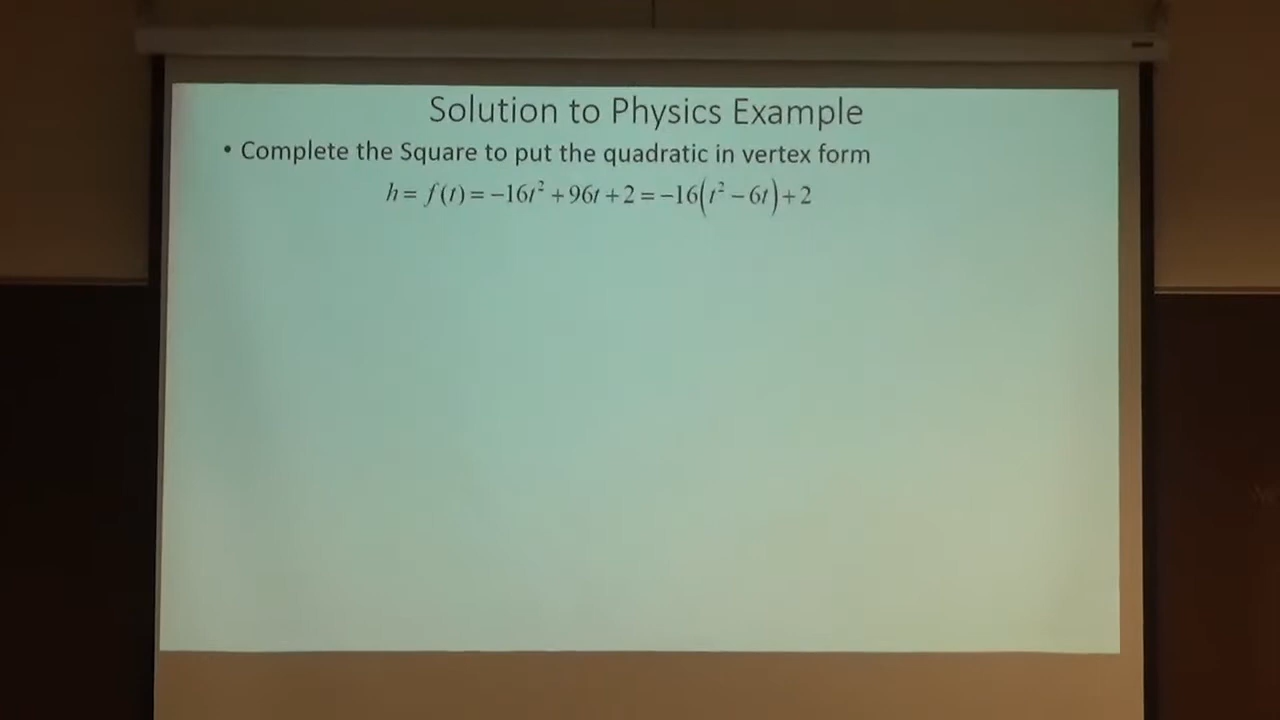 Solution to Physics Example
• Complete the Square to put the quadratic in vertex form
h = f(t) = −16t² + 96t + 2 = −16(t² − 6t) + 2